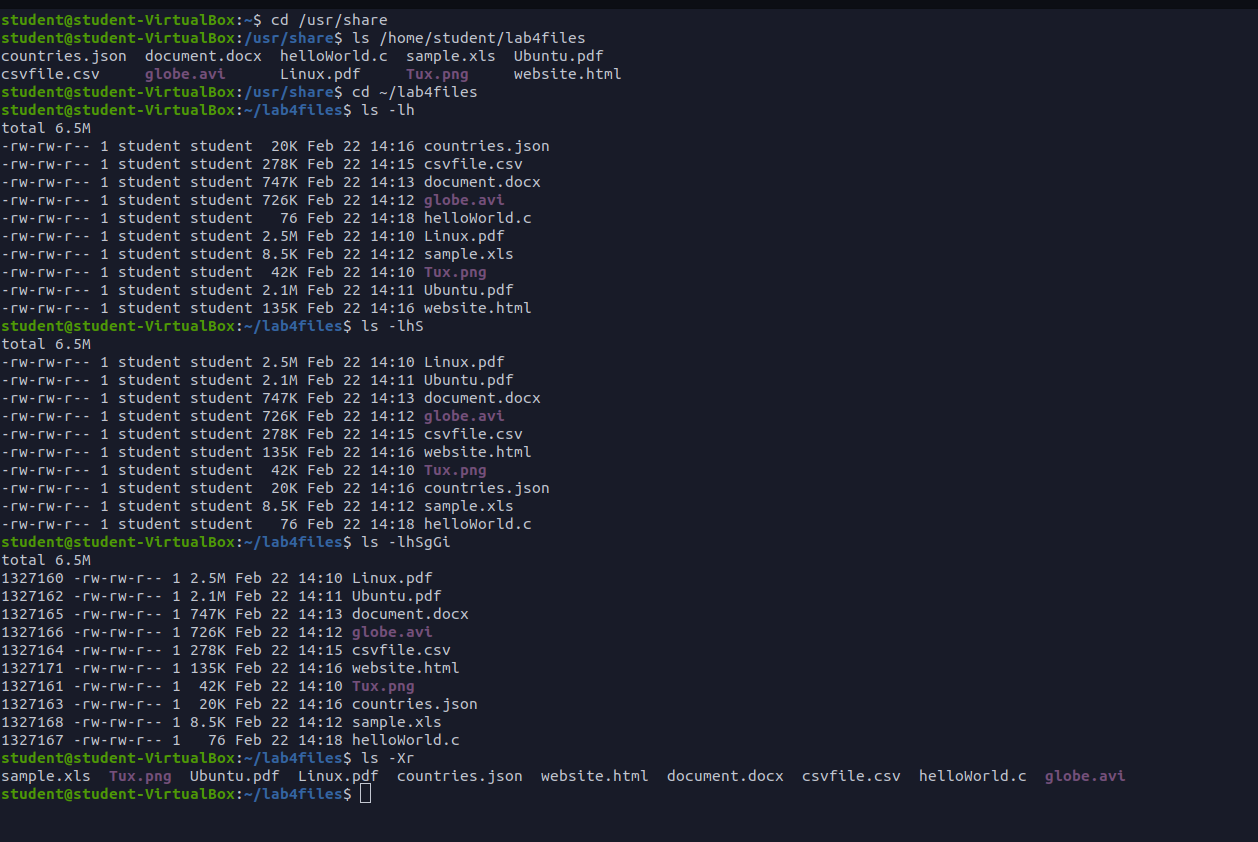 student@student-VirtualBox:~$ cd /usr/share
student@student-VirtualBox:/usr/share$ ls /home/student/lab4files
countries.json  document.docx  helloWorld.c  sample.xls  Ubuntu.pdf
csvfile.csv     globe.avi      Linux.pdf     Tux.png     website.html
student@student-VirtualBox:/usr/share$ cd ~/lab4files
student@student-VirtualBox:~/lab4files$ ls -lh
total 6.5M
-rw-rw-r-- 1 student student  20K Feb 22 14:16 countries.json
-rw-rw-r-- 1 student student 278K Feb 22 14:15 csvfile.csv
-rw-rw-r-- 1 student student 747K Feb 22 14:13 document.docx
-rw-rw-r-- 1 student student 726K Feb 22 14:12 globe.avi
-rw-rw-r-- 1 student student   76 Feb 22 14:18 helloWorld.c
-rw-rw-r-- 1 student student 2.5M Feb 22 14:10 Linux.pdf
-rw-rw-r-- 1 student student 8.5K Feb 22 14:12 sample.xls
-rw-rw-r-- 1 student student  42K Feb 22 14:10 Tux.png
-rw-rw-r-- 1 student student 2.1M Feb 22 14:11 Ubuntu.pdf
-rw-rw-r-- 1 student student 135K Feb 22 14:16 website.html
student@student-VirtualBox:~/lab4files$ ls -lhS
total 6.5M
-rw-rw-r-- 1 student student 2.5M Feb 22 14:10 Linux.pdf
-rw-rw-r-- 1 student student 2.1M Feb 22 14:11 Ubuntu.pdf
-rw-rw-r-- 1 student student 747K Feb 22 14:13 document.docx
-rw-rw-r-- 1 student student 726K Feb 22 14:12 globe.avi
-rw-rw-r-- 1 student student 278K Feb 22 14:15 csvfile.csv
-rw-rw-r-- 1 student student 135K Feb 22 14:16 website.html
-rw-rw-r-- 1 student student  42K Feb 22 14:10 Tux.png
-rw-rw-r-- 1 student student  20K Feb 22 14:16 countries.json
-rw-rw-r-- 1 student student 8.5K Feb 22 14:12 sample.xls
-rw-rw-r-- 1 student student   76 Feb 22 14:18 helloWorld.c
student@student-VirtualBox:~/lab4files$ ls -lhSgGi
total 6.5M
1327160 -rw-rw-r-- 1 2.5M Feb 22 14:10 Linux.pdf
1327162 -rw-rw-r-- 1 2.1M Feb 22 14:11 Ubuntu.pdf
1327165 -rw-rw-r-- 1 747K Feb 22 14:13 document.docx
1327166 -rw-rw-r-- 1 726K Feb 22 14:12 globe.avi
1327164 -rw-rw-r-- 1 278K Feb 22 14:15 csvfile.csv
1327171 -rw-rw-r-- 1 135K Feb 22 14:16 website.html
1327161 -rw-rw-r-- 1  42K Feb 22 14:10 Tux.png
1327163 -rw-rw-r-- 1  20K Feb 22 14:16 countries.json
1327168 -rw-rw-r-- 1 8.5K Feb 22 14:12 sample.xls
1327167 -rw-rw-r-- 1   76 Feb 22 14:18 helloWorld.c
student@student-VirtualBox:~/lab4files$ ls -Xr
sample.xls  Tux.png  Ubuntu.pdf  Linux.pdf  countries.json  website.html  document.docx  csvfile.csv  helloWorld.c  globe.avi
student@student-VirtualBox:~/lab4files$